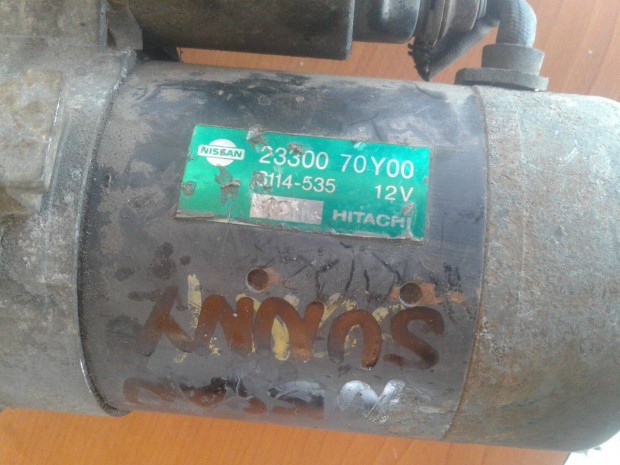 NISSAN 23300 70Y00
114-535 12V
HITACHI
SUNNY